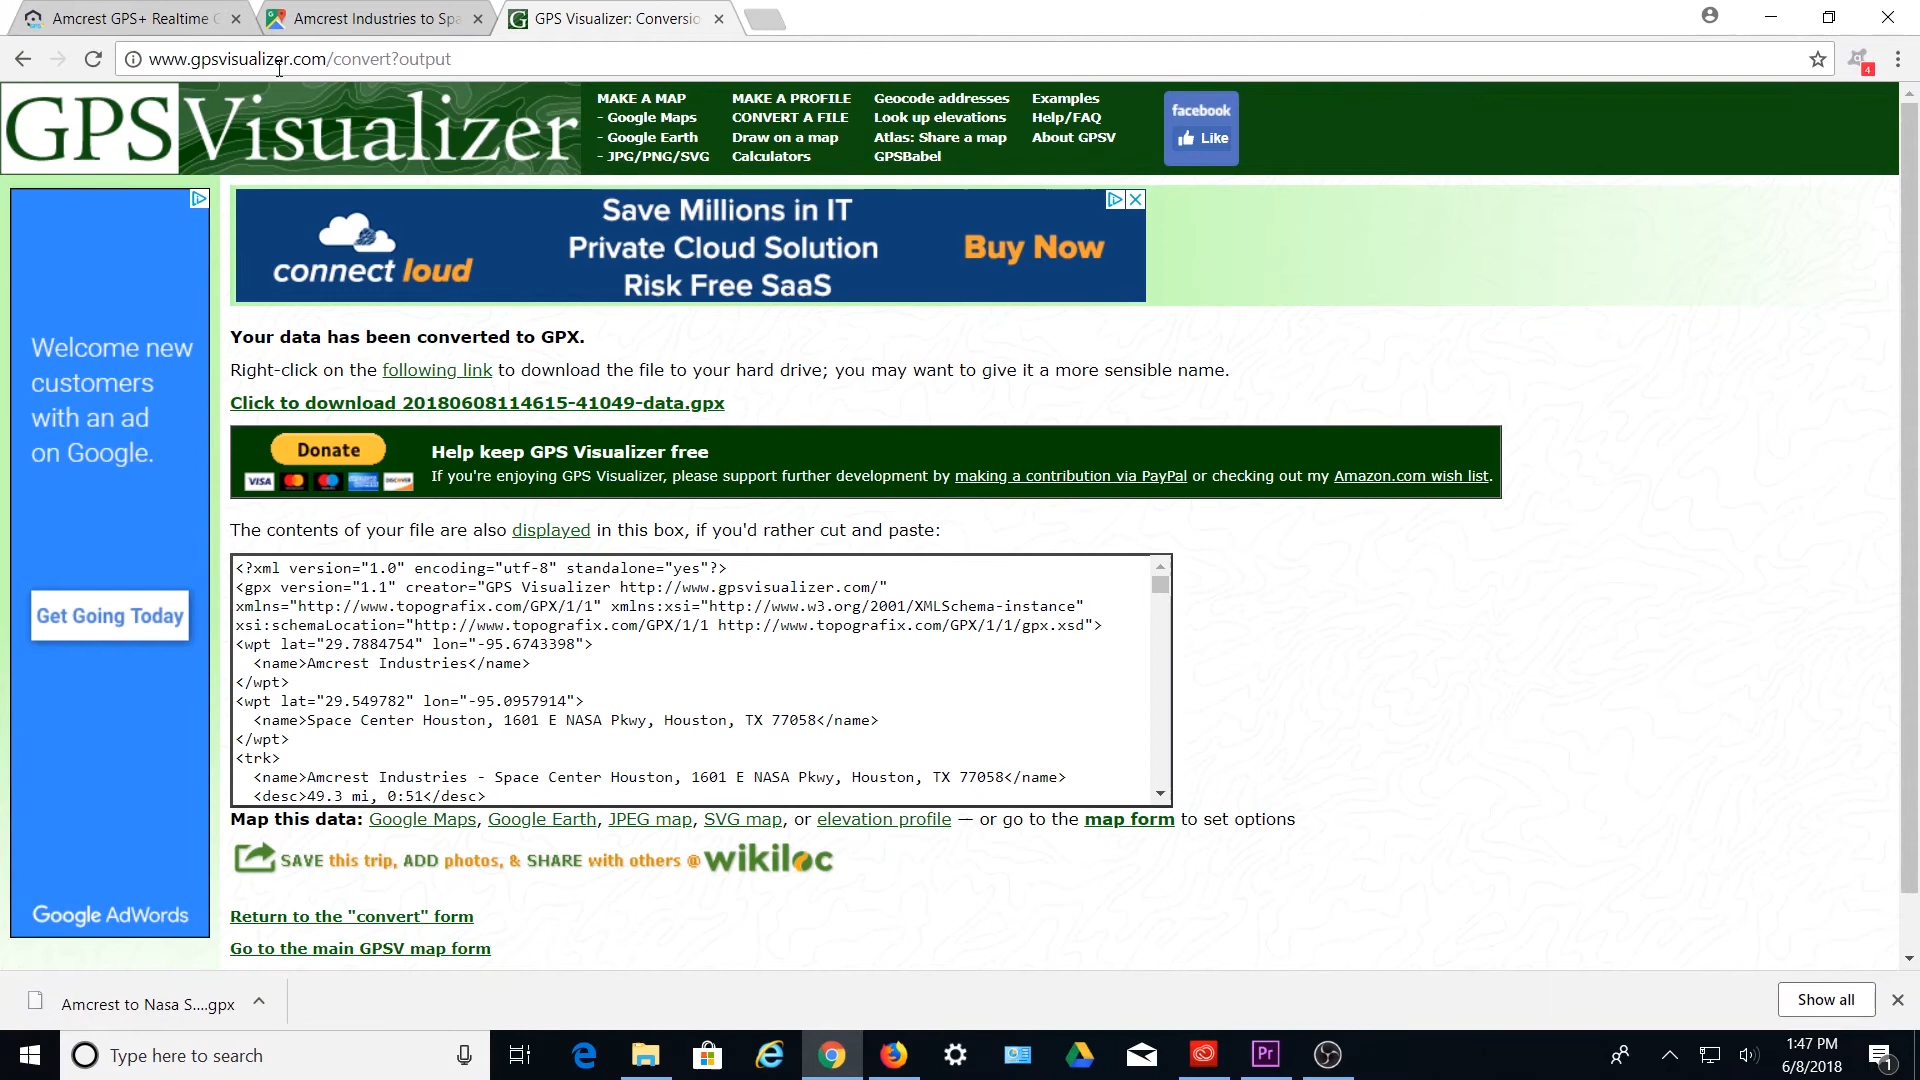 Amcrest GPS+ Realtime G
Amcrest Industries to Spa
GPS Visualizer: Conversio
www.gpsvisualizer.com/convert?output
4
GPSVisualizer
MAKE A MAP
- Google Maps
- Google Earth
- JPG/PNG/SVG
MAKE A PROFILE
CONVERT A FILE
Draw on a map
Calculators
Geocode addresses
Look up elevations
Atlas: Share a map
GPSBabel
Examples
Help/FAQ
About GPSV
facebook
Like
Welcome new
customers
with an ad
on Google.
Get Going Today
Google AdWords
connect loud
Save Millions in IT
Private Cloud Solution
Risk Free SaaS
Buy Now
Your data has been converted to GPX.
Right-click on the following link to download the file to your hard drive; you may want to give it a more sensible name.
Click to download 20180608114615-41049-data.gpx
Donate
VISA
DISCOVER
Help keep GPS Visualizer free
If you're enjoying GPS Visualizer, please support further development by making a contribution via PayPal or checking out my Amazon.com wish list.
The contents of your file are also displayed in this box, if you'd rather cut and paste:
<?xml version="1.0" encoding="utf-8" standalone="yes"?>
<gpx version="1.1" creator="GPS Visualizer http://www.gpsvisualizer.com/"
xmlns="http://www.topografix.com/GPX/1/1" xmlns:xsi="http://www.w3.org/2001/XMLSchema-instance"
xsi:schemaLocation="http://www.topografix.com/GPX/1/1 http://www.topografix.com/GPX/1/1/gpx.xsd">
<wpt lat="29.7884754" lon="-95.6743398">
<name>Amcrest Industries</name>
</wpt>
<wpt lat="29.549782" lon="-95.0957914">
<name>Space Center Houston, 1601 E NASA Pkwy, Houston, TX 77058</name>
</wpt>
<trk>
<name>Amcrest Industries - Space Center Houston, 1601 E NASA Pkwy, Houston, TX 77058</name>
<desc>49.3 mi, 0:51</desc>
Map this data: Google Maps, Google Earth, JPEG map, SVG map, or elevation profile — or go to the map form to set options
SAVE this trip, ADD photos, & SHARE with others @ wikiloc
Return to the "convert" form
Go to the main GPSV map form
Amcrest to Nasa S....gpx
Show all
Type here to search
Pr
1:47 PM
6/8/2018
1